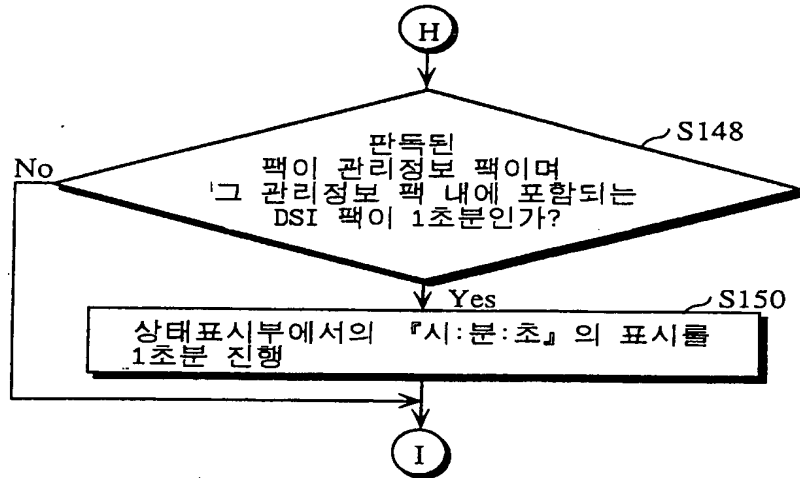 H
판독된
팩이 관리정보 팩이며
그 관리정보 팩 내에 포함되는
DSI 팩이 1초분인가?
S148
No
Yes
S150
상태표시부에서의 『시:분:초』의 표시를
1초분 진행
I